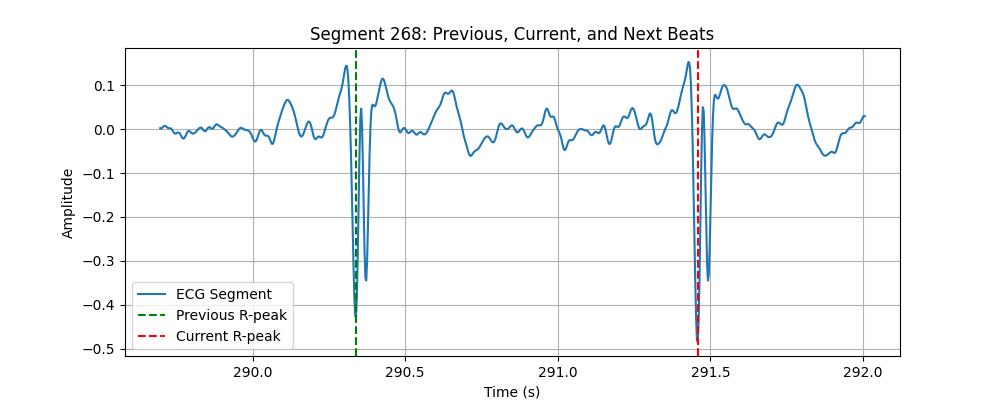 Segment 268: Previous, Current, and Next Beats
Amplitude
0.1
0.0
−0.1
−0.2
−0.3
−0.4
−0.5
ECG Segment
Previous R-peak
Current R-peak
290.0 290.5 291.0 291.5 292.0
Time (s)